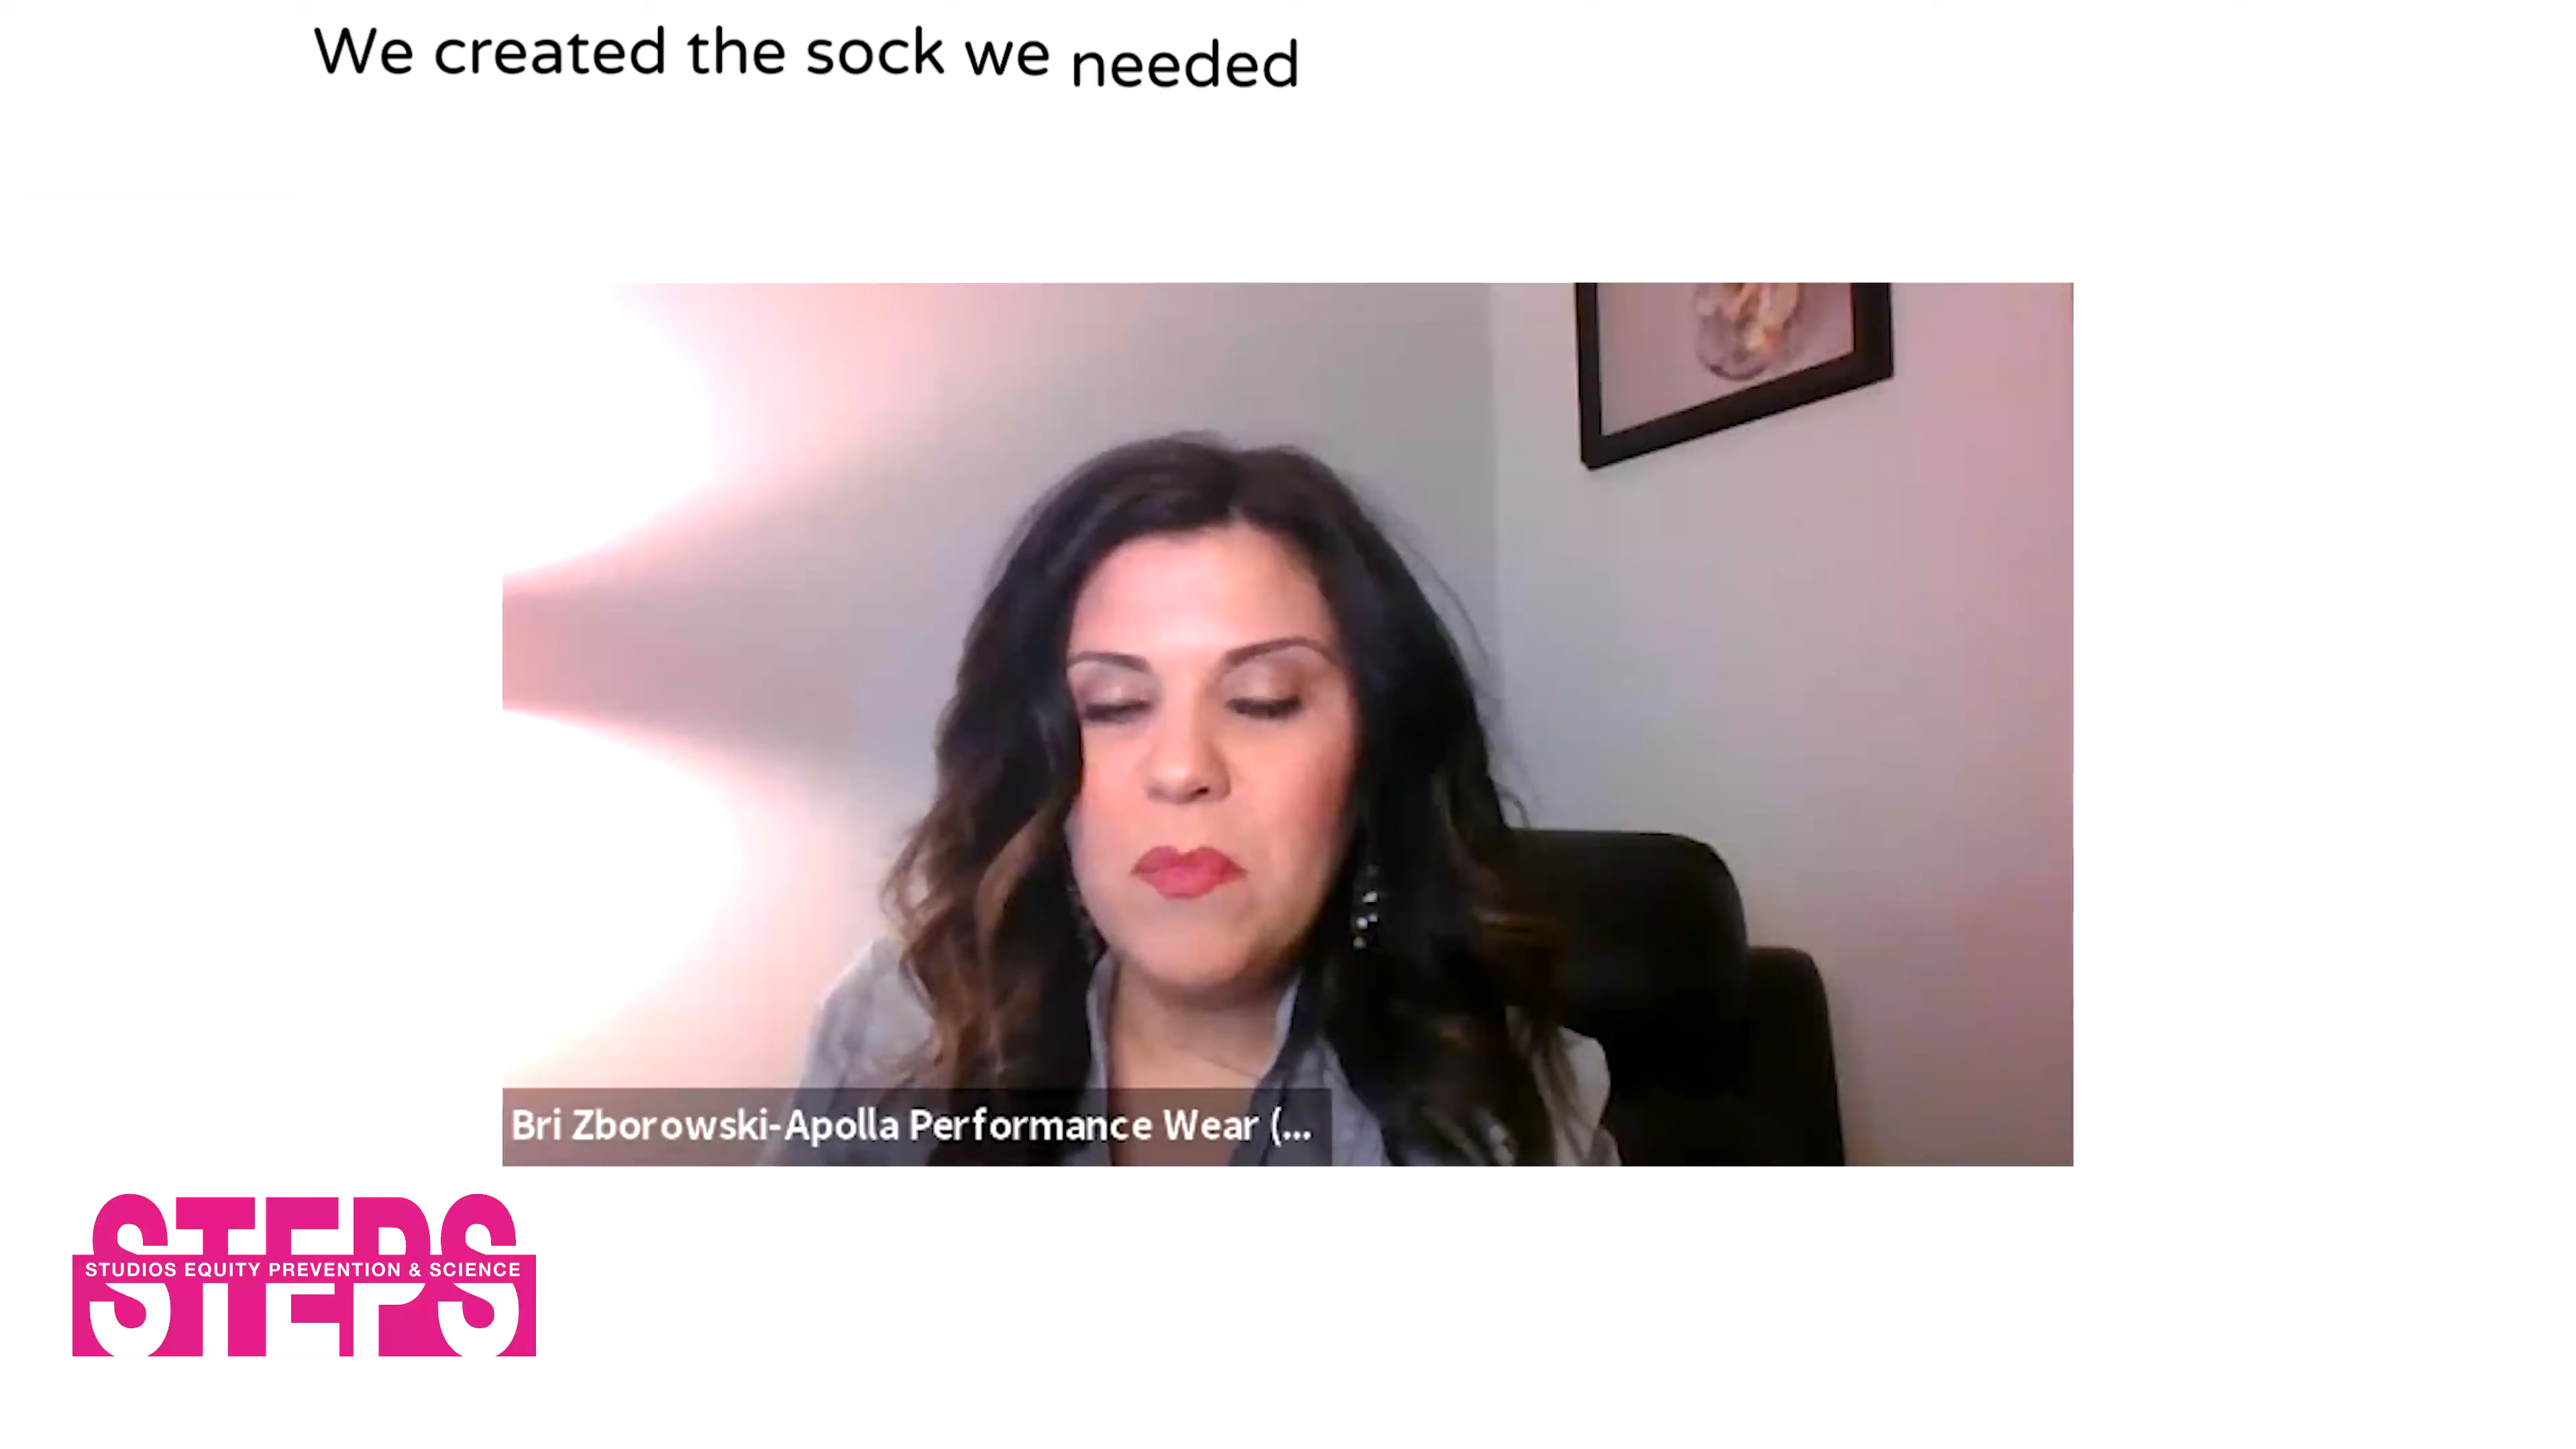 We created the sock we needed
Bri Zborowski-Apolla Performance Wear (...
STEPS
STUDIOS EQUITY PREVENTION & SCIENCE